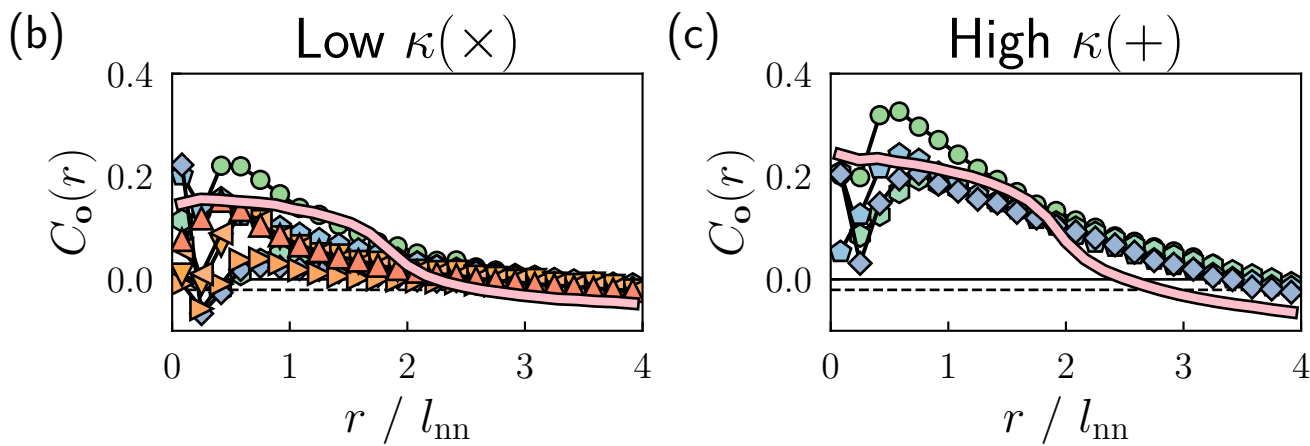 (b) Low κ(×)
C_o(r)
0.4
0.2
0.0
0 1 2 3 4
r / l_nn
(c) High κ(+)
C_o(r)
0.4
0.2
0.0
0 1 2 3 4
r / l_nn